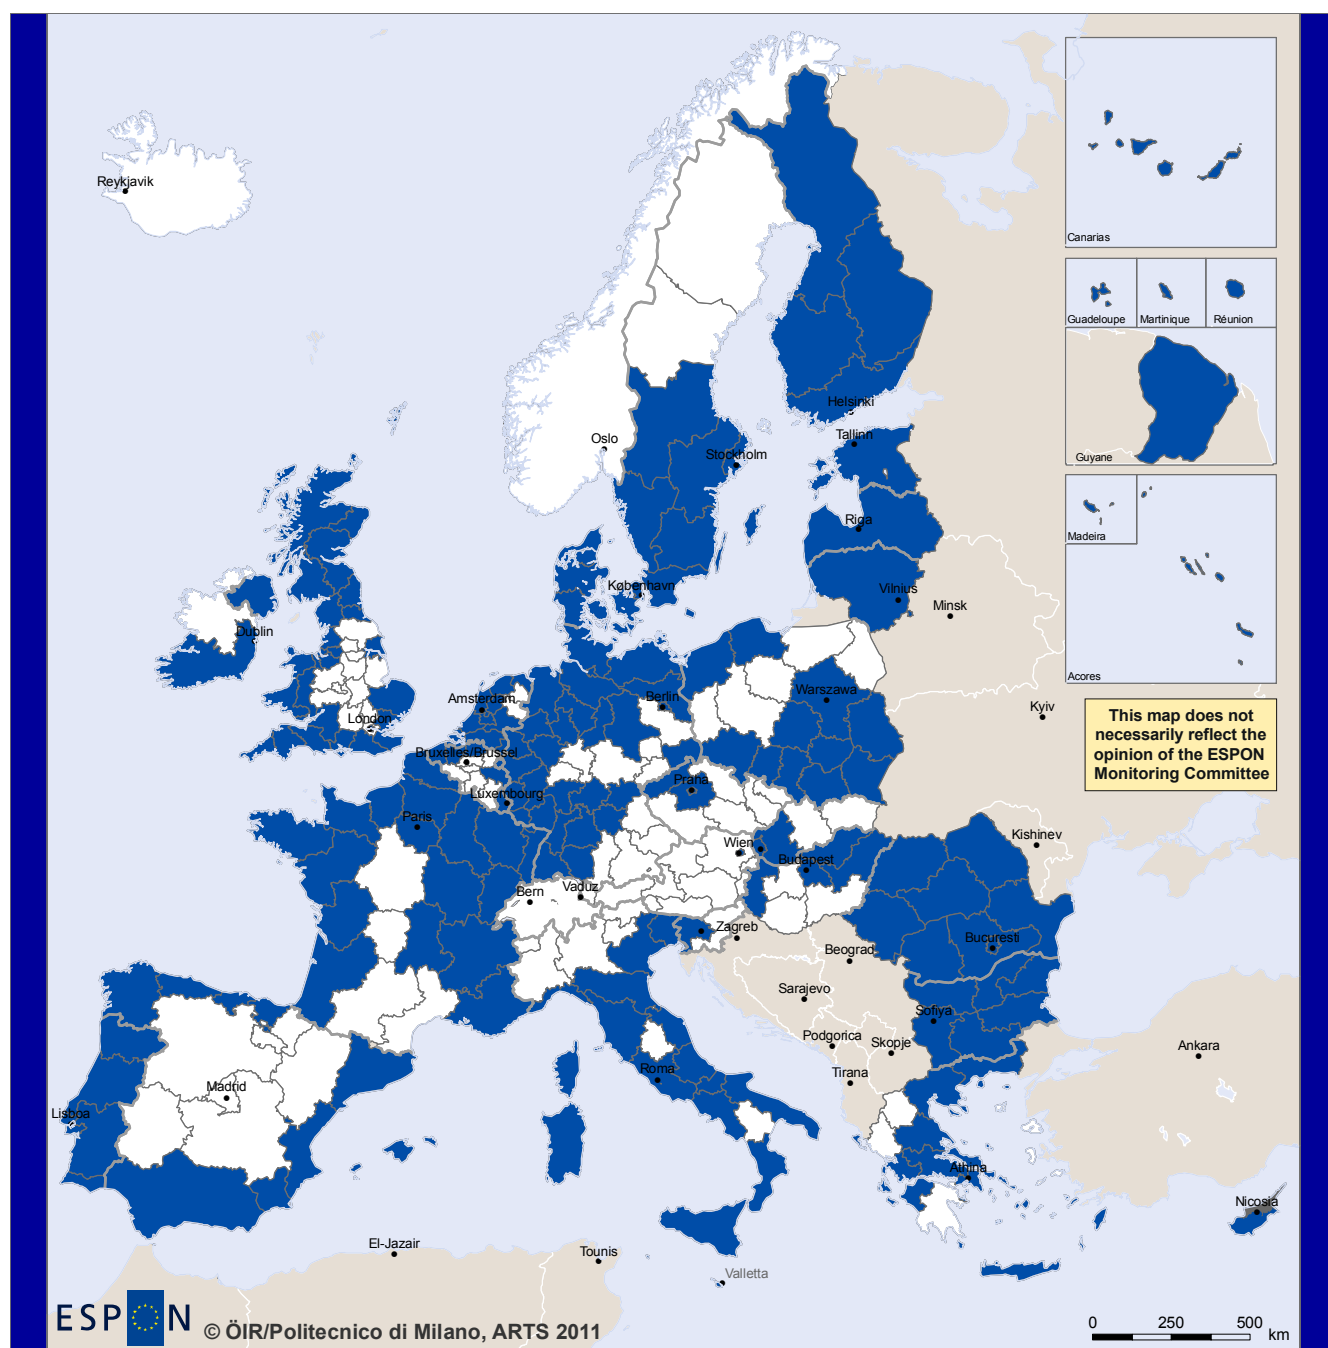 Reykjavik
Canarias
Guadeloupe
Martinique
Réunion
Helsinki
Tallinn
Oslo
Stockholm
Guyane
Riga
Madeira
København
Vilnius
Minsk
Dublin
Acores
Amsterdam
Berlin
Warszawa
Kyiv
London
This map does not
necessarily reflect the
opinion of the ESPON
Monitoring Committee
Bruxelles/Brussel
Praha
Luxembourg
Paris
Kishinev
Wien
Budapest
Bern
Vaduz
Zagreb
Bucuresti
Beograd
Sarajevo
Sofiya
Podgorica
Skopje
Ankara
Roma
Tirana
Madrid
Lisboa
Athina
Nicosia
El-Jazair
Tounis
Valletta
ESPON
© ÖIR/Politecnico di Milano, ARTS 2011
0 250 500
km